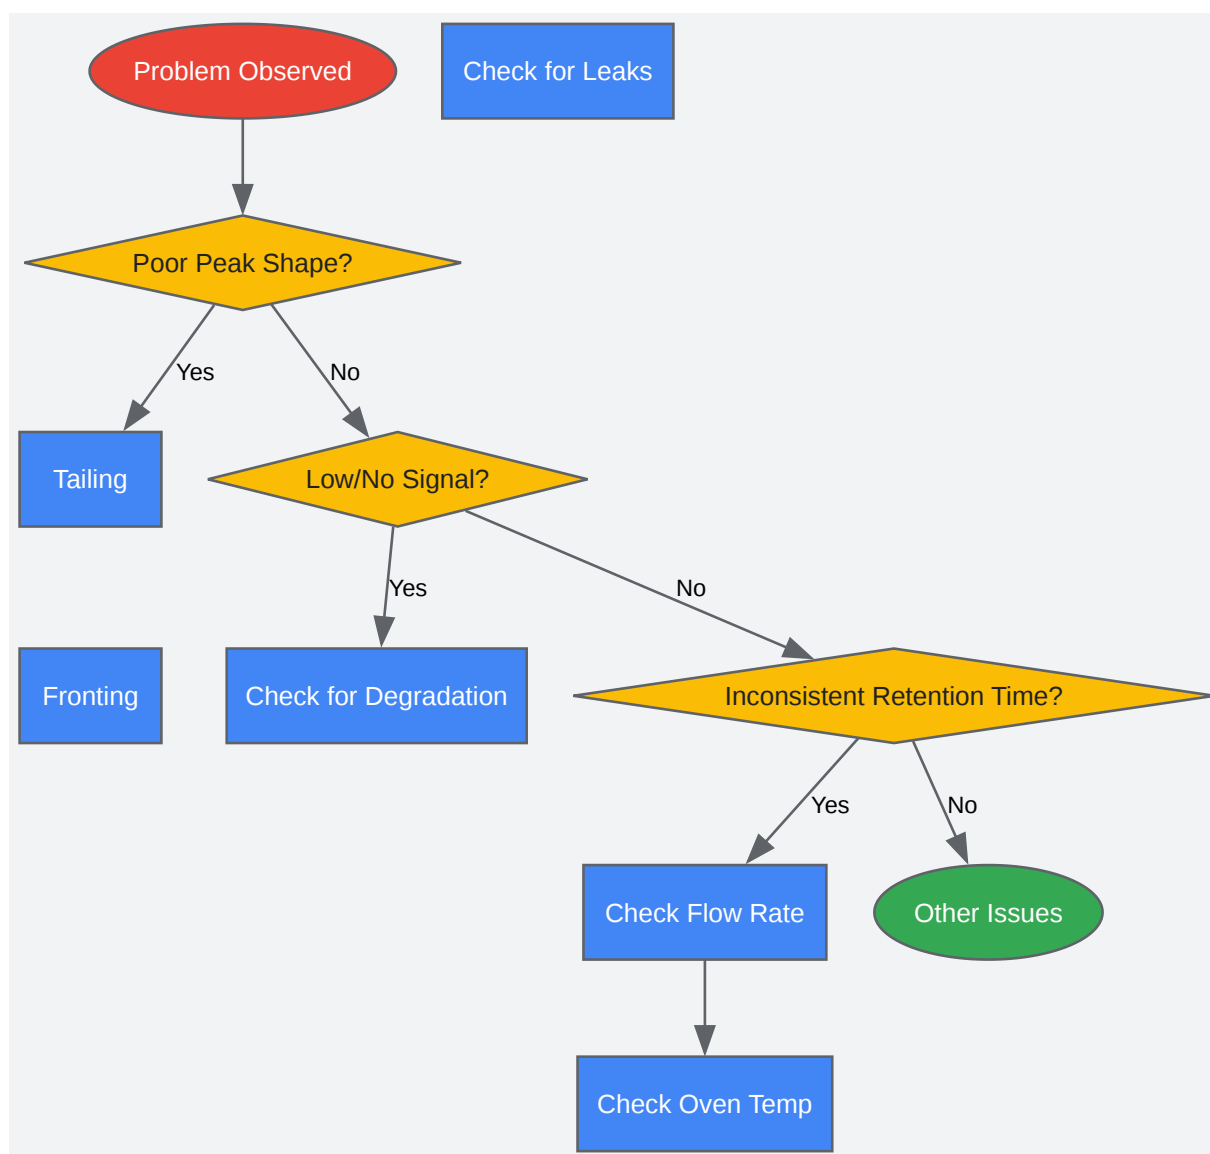 Problem Observed
Check for Leaks
Poor Peak Shape?
Yes
No
Tailing
Low/No Signal?
Yes
No
Fronting
Check for Degradation
Inconsistent Retention Time?
Yes
No
Check Flow Rate
Other Issues
Check Oven Temp